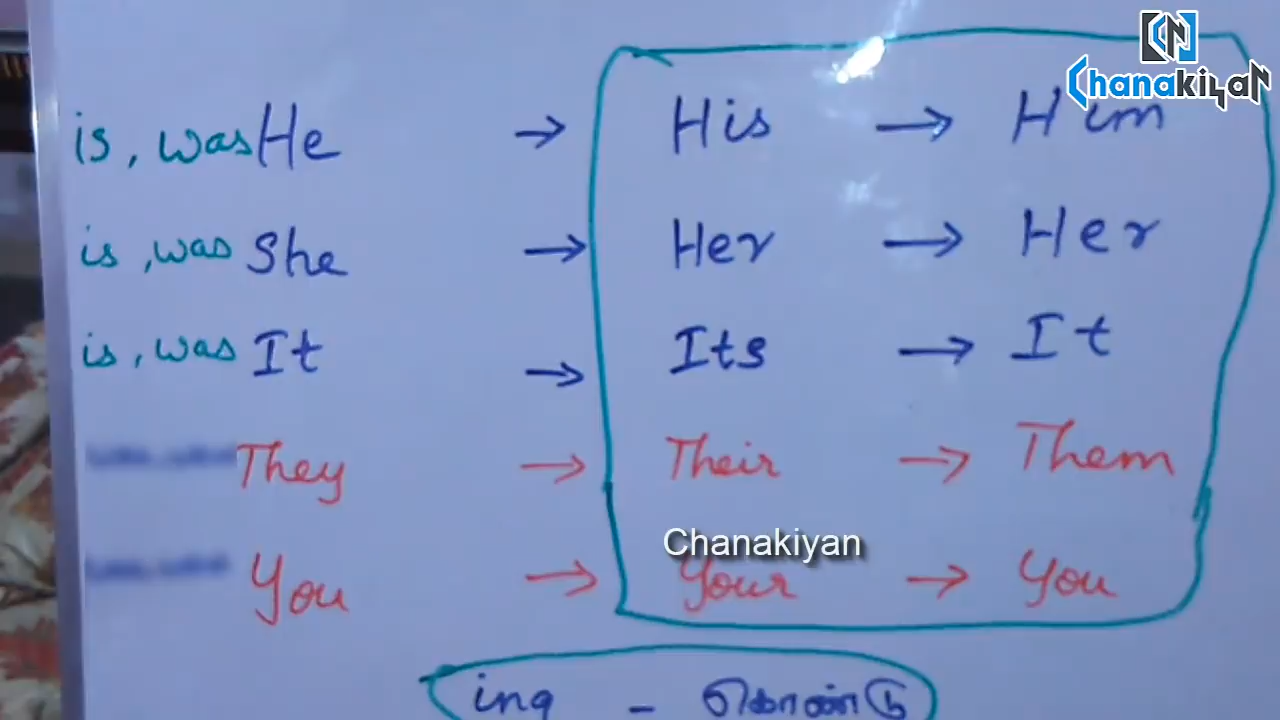 CN
Chanakiyan
is, was He → His → Him
is, was She → Her → Her
is, was It → Its → It
They → Their → Them
Chanakiyan
You → Your → You
ing - கொண்டு